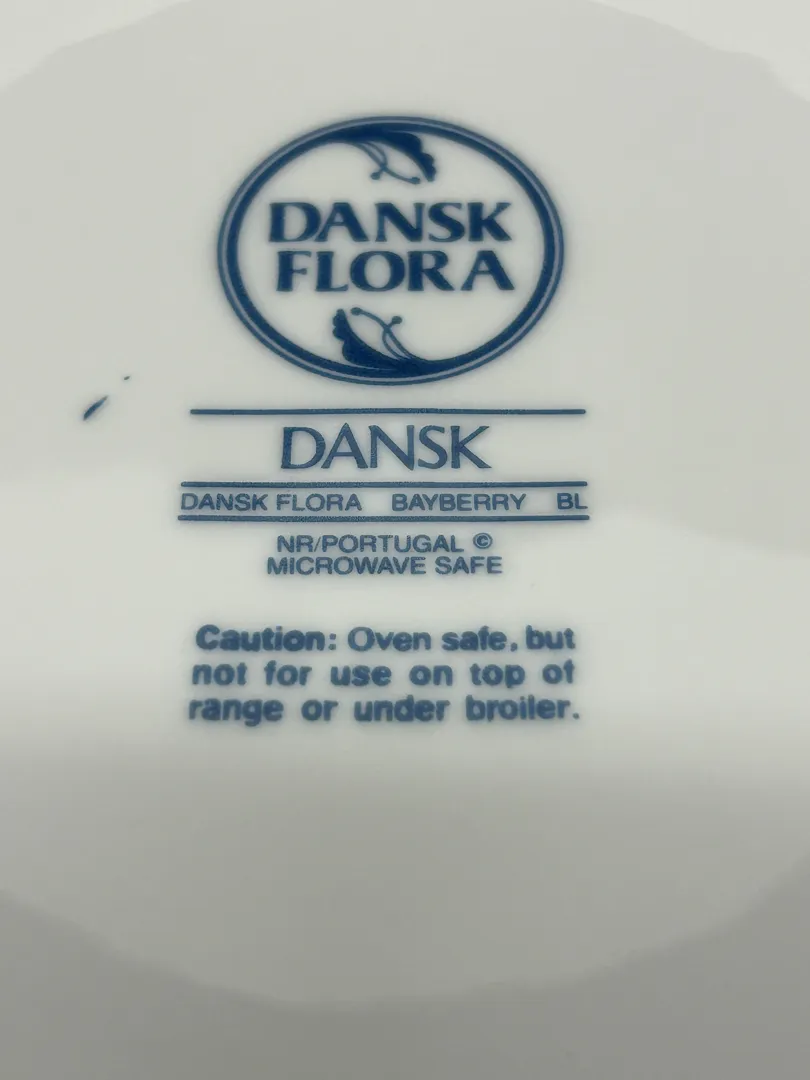 DANSK
FLORA
DANSK
DANSK FLORA BAYBERRY BL
NR/PORTUGAL ©
MICROWAVE SAFE
Caution: Oven safe, but
not for use on top of
range or under broiler.